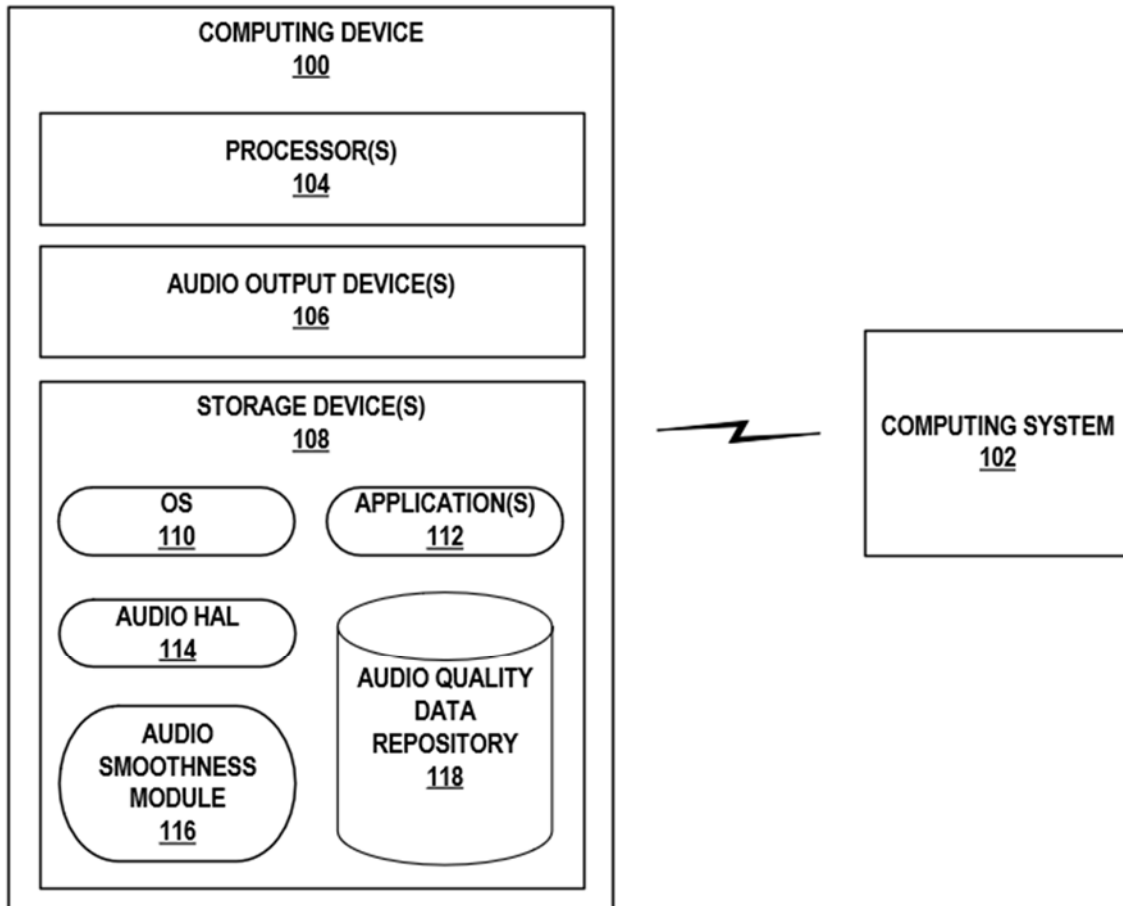 COMPUTING DEVICE
100
PROCESSOR(S)
104
AUDIO OUTPUT DEVICE(S)
106
STORAGE DEVICE(S)
108
OS
110
APPLICATION(S)
112
AUDIO HAL
114
AUDIO
SMOOTHNESS
MODULE
116
AUDIO QUALITY
DATA
REPOSITORY
118
COMPUTING SYSTEM
102